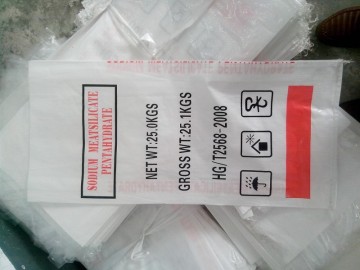 SODIUM MEATSILICATE
PENTAHYDRATE
NET WT:25.0KGS
GROSS WT:25.1KGS
HG/T2568-2008